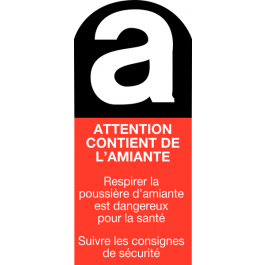 a
ATTENTION
CONTIENT DE
L'AMIANTE
Respirer la
poussière d'amiante
est dangereux
pour la santé
Suivre les consignes
de sécurité